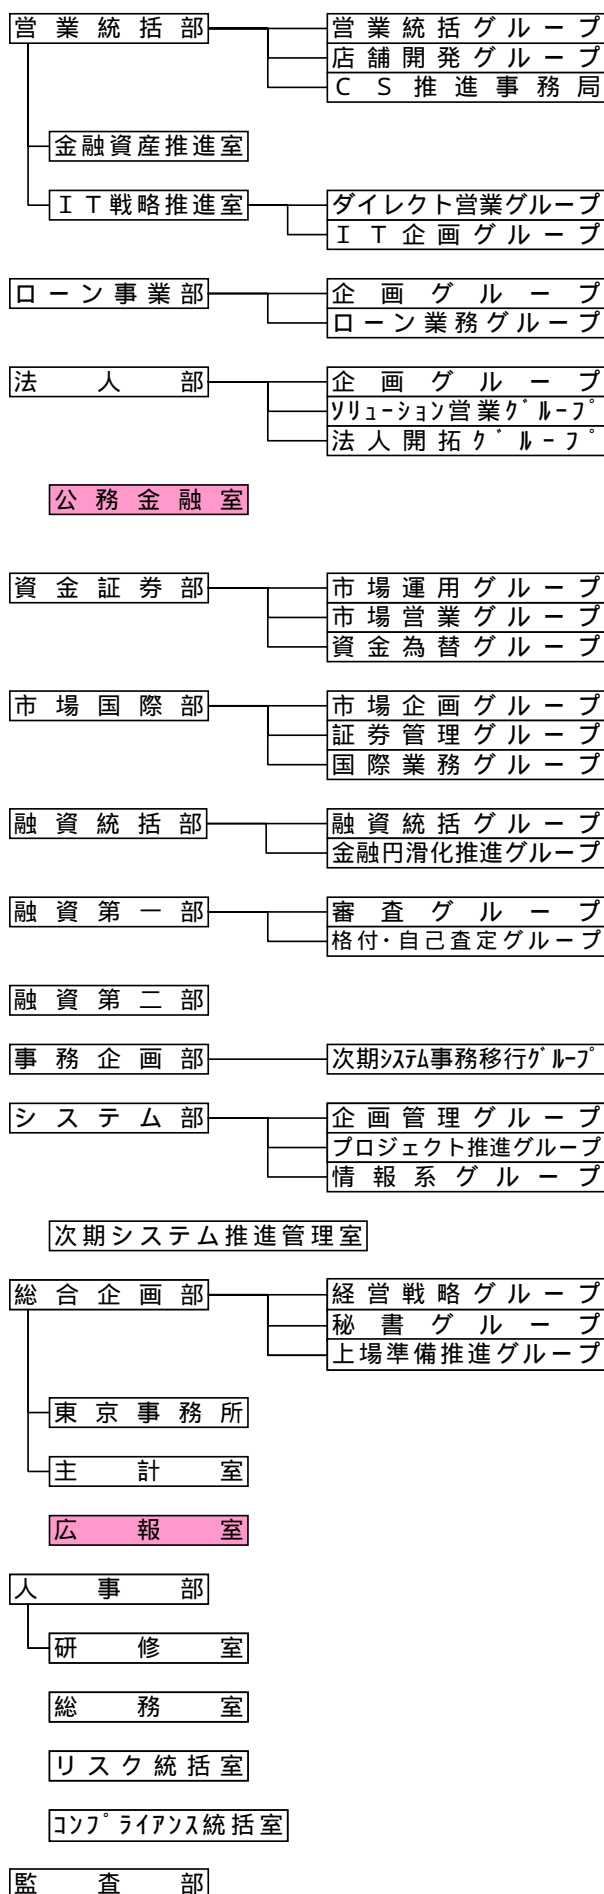 営業統括部 営業統括グループ
店舗開発グループ
ＣＳ推進事務局
金融資産推進室
ＩＴ戦略推進室 ダイレクト営業グループ
ＩＴ企画グループ
ローン事業部 企画グループ
ローン業務グループ
法人部 企画グループ
ｿﾘｭｰｼｮﾝ営業ｸﾞﾙｰﾌﾟ
法人開拓ｸﾞﾙｰﾌﾟ
公務金融室
資金証券部 市場運用グループ
市場営業グループ
資金為替グループ
市場国際部 市場企画グループ
証券管理グループ
国際業務グループ
融資統括部 融資統括グループ
金融円滑化推進グループ
融資第一部 審査グループ
格付･自己査定グループ
融資第二部
事務企画部 次期ｼｽﾃﾑ事務移行ｸﾞﾙｰﾌﾟ
システム部 企画管理グループ
プロジェクト推進グループ
情報系グループ
次期システム推進管理室
総合企画部 経営戦略グループ
秘書グループ
上場準備推進グループ
東京事務所
主計室
広報室
人事部
研修室
総務室
リスク統括室
ｺﾝﾌﾟﾗｲｱﾝｽ統括室
監査部